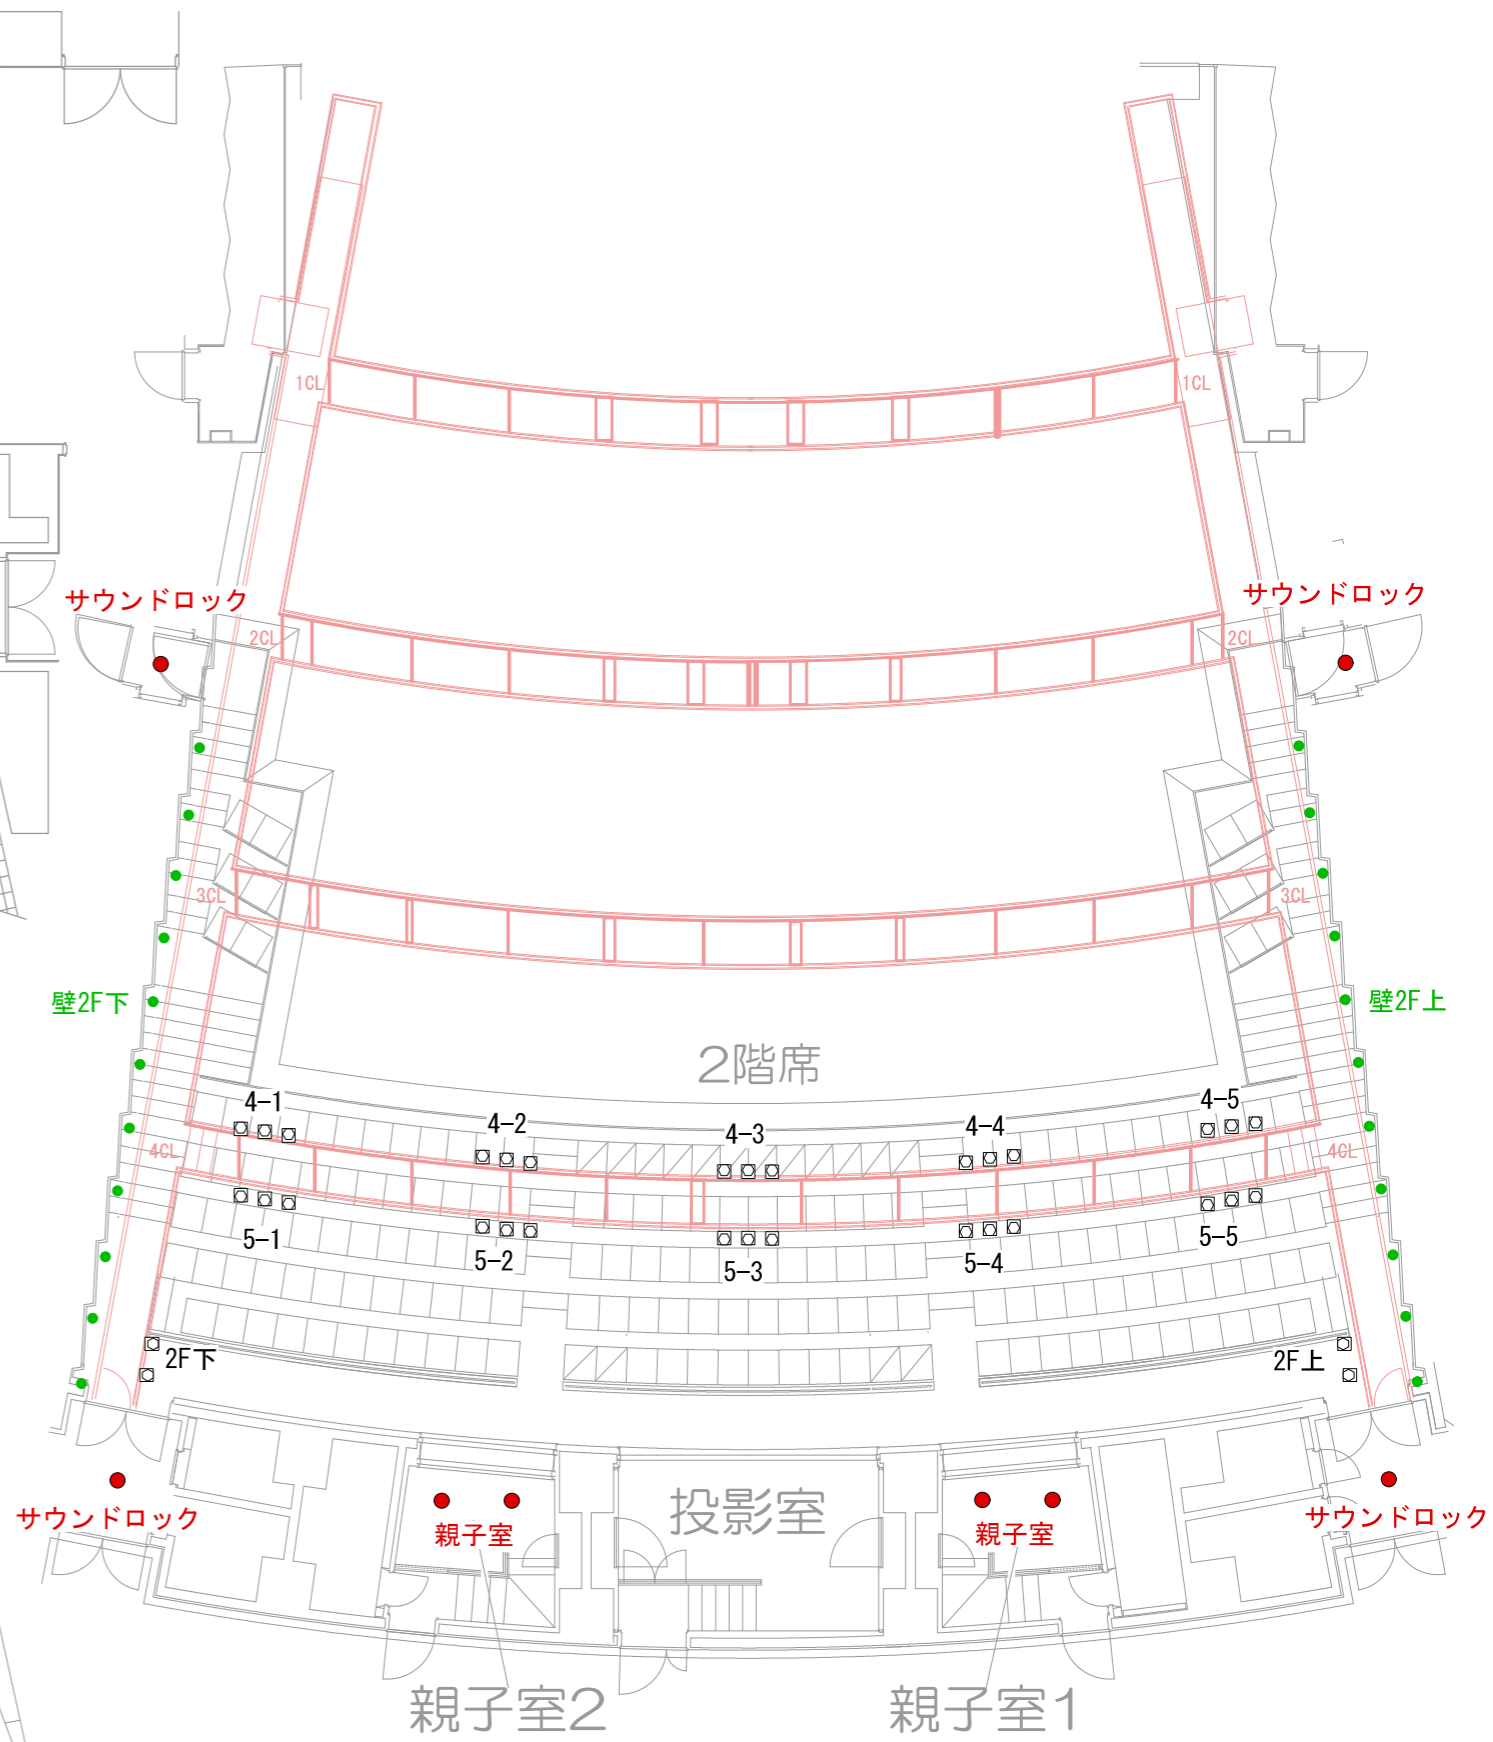 1CL
1CL
サウンドロック
サウンドロック
2CL
2CL
3CL
3CL
壁2F下
壁2F上
2階席
4-1
4-2
4-3
4-4
4-5
4CL
4CL
5-1
5-2
5-3
5-4
5-5
2F下
2F上
サウンドロック
親子室
投影室
親子室
サウンドロック
親子室2
親子室1